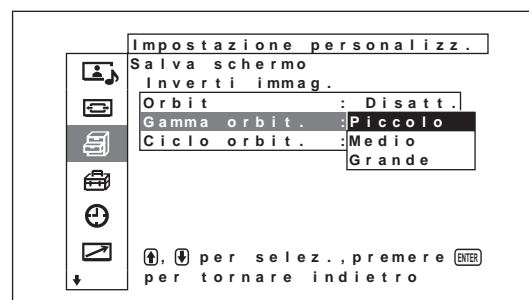 Impostazione personalizz.
Salva schermo
Inverti immag.
Orbit : Disatt.
Gamma orbit. : Piccolo
Ciclo orbit. : Medio
Grande
, per selez., premere ENTER
per tornare indietro